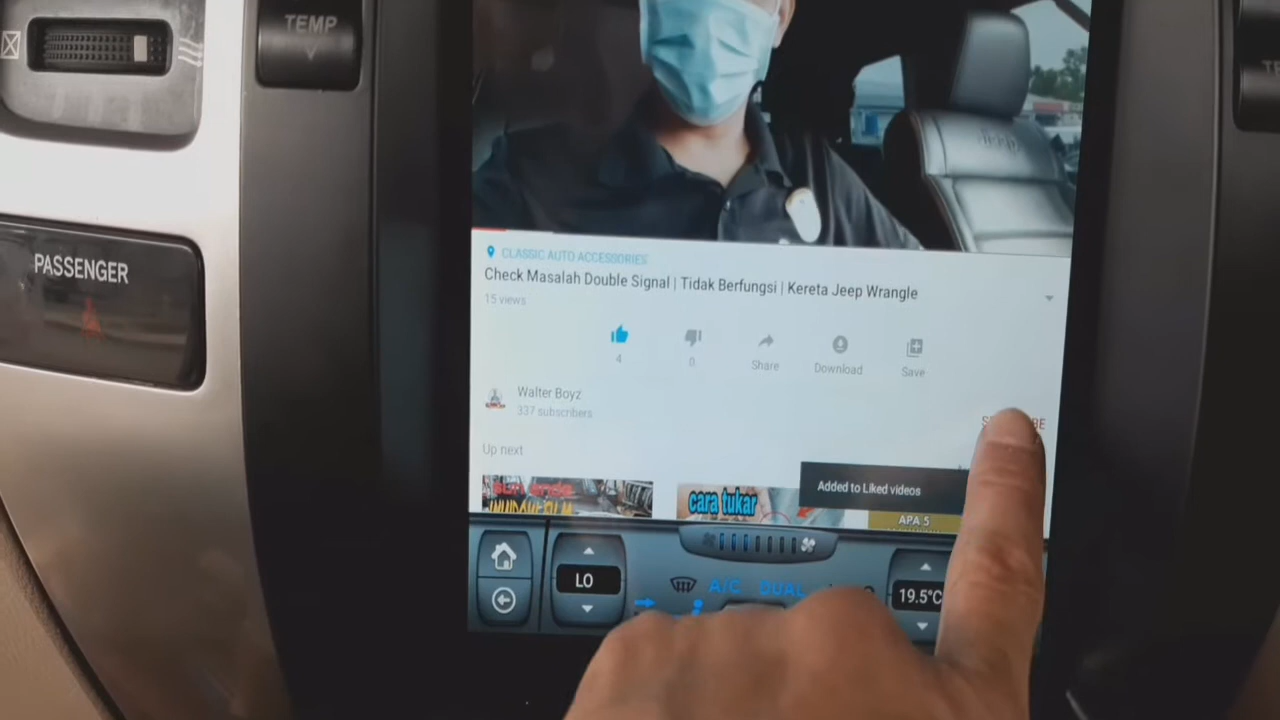 TEMP
PASSENGER
Jeep
CLASSIC AUTO ACCESSORIES
Check Masalah Double Signal | Tidak Berfungsi | Kereta Jeep Wrangle
15 views
4
0
Share
Download
Save
Walter Boyz
337 subscribers
Up next
Added to Liked videos
cara tukar
APA 5
LO
A/C
DUAL
19.5°C